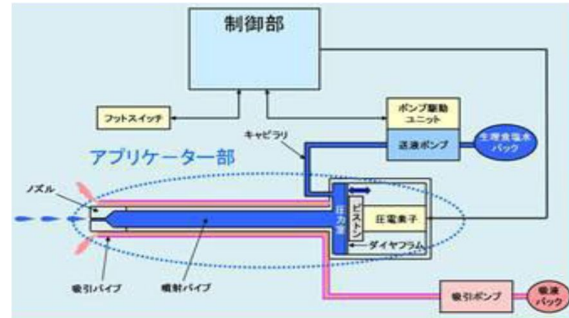 制御部
フットスイッチ
ポンプ駆動
ユニット
送液ポンプ
生理食塩水
パック
キャピラリ
アプリケーター部
ノズル
圧力室
ピストン
圧電素子
ダイヤフラム
吸引パイプ
噴射パイプ
吸引ポンプ
吸液
パック